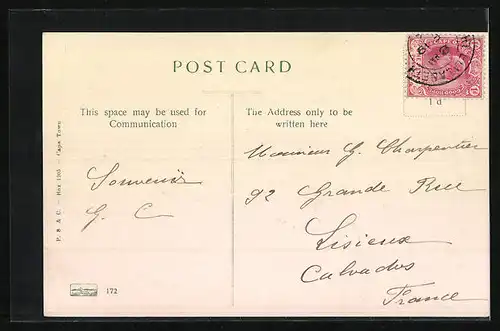 POST CARD
This space may be used for
Communication
The Address only to be
written here
1d.
Souvenir
G. C
Monsieur G. Charpentier
92 Grande Rue
Lisieux
Calvados
France
P. S & C. — Box 1265 — Cape Town
172